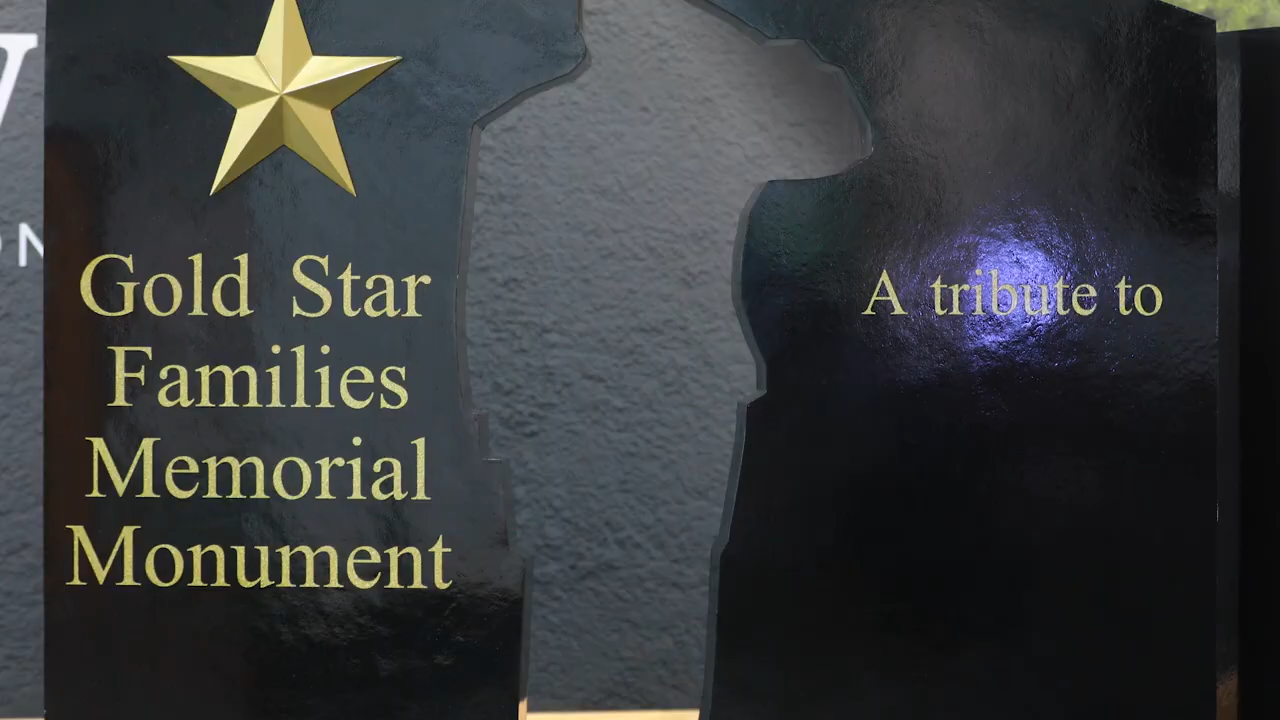 Gold Star
Families
Memorial
Monument
A tribute to